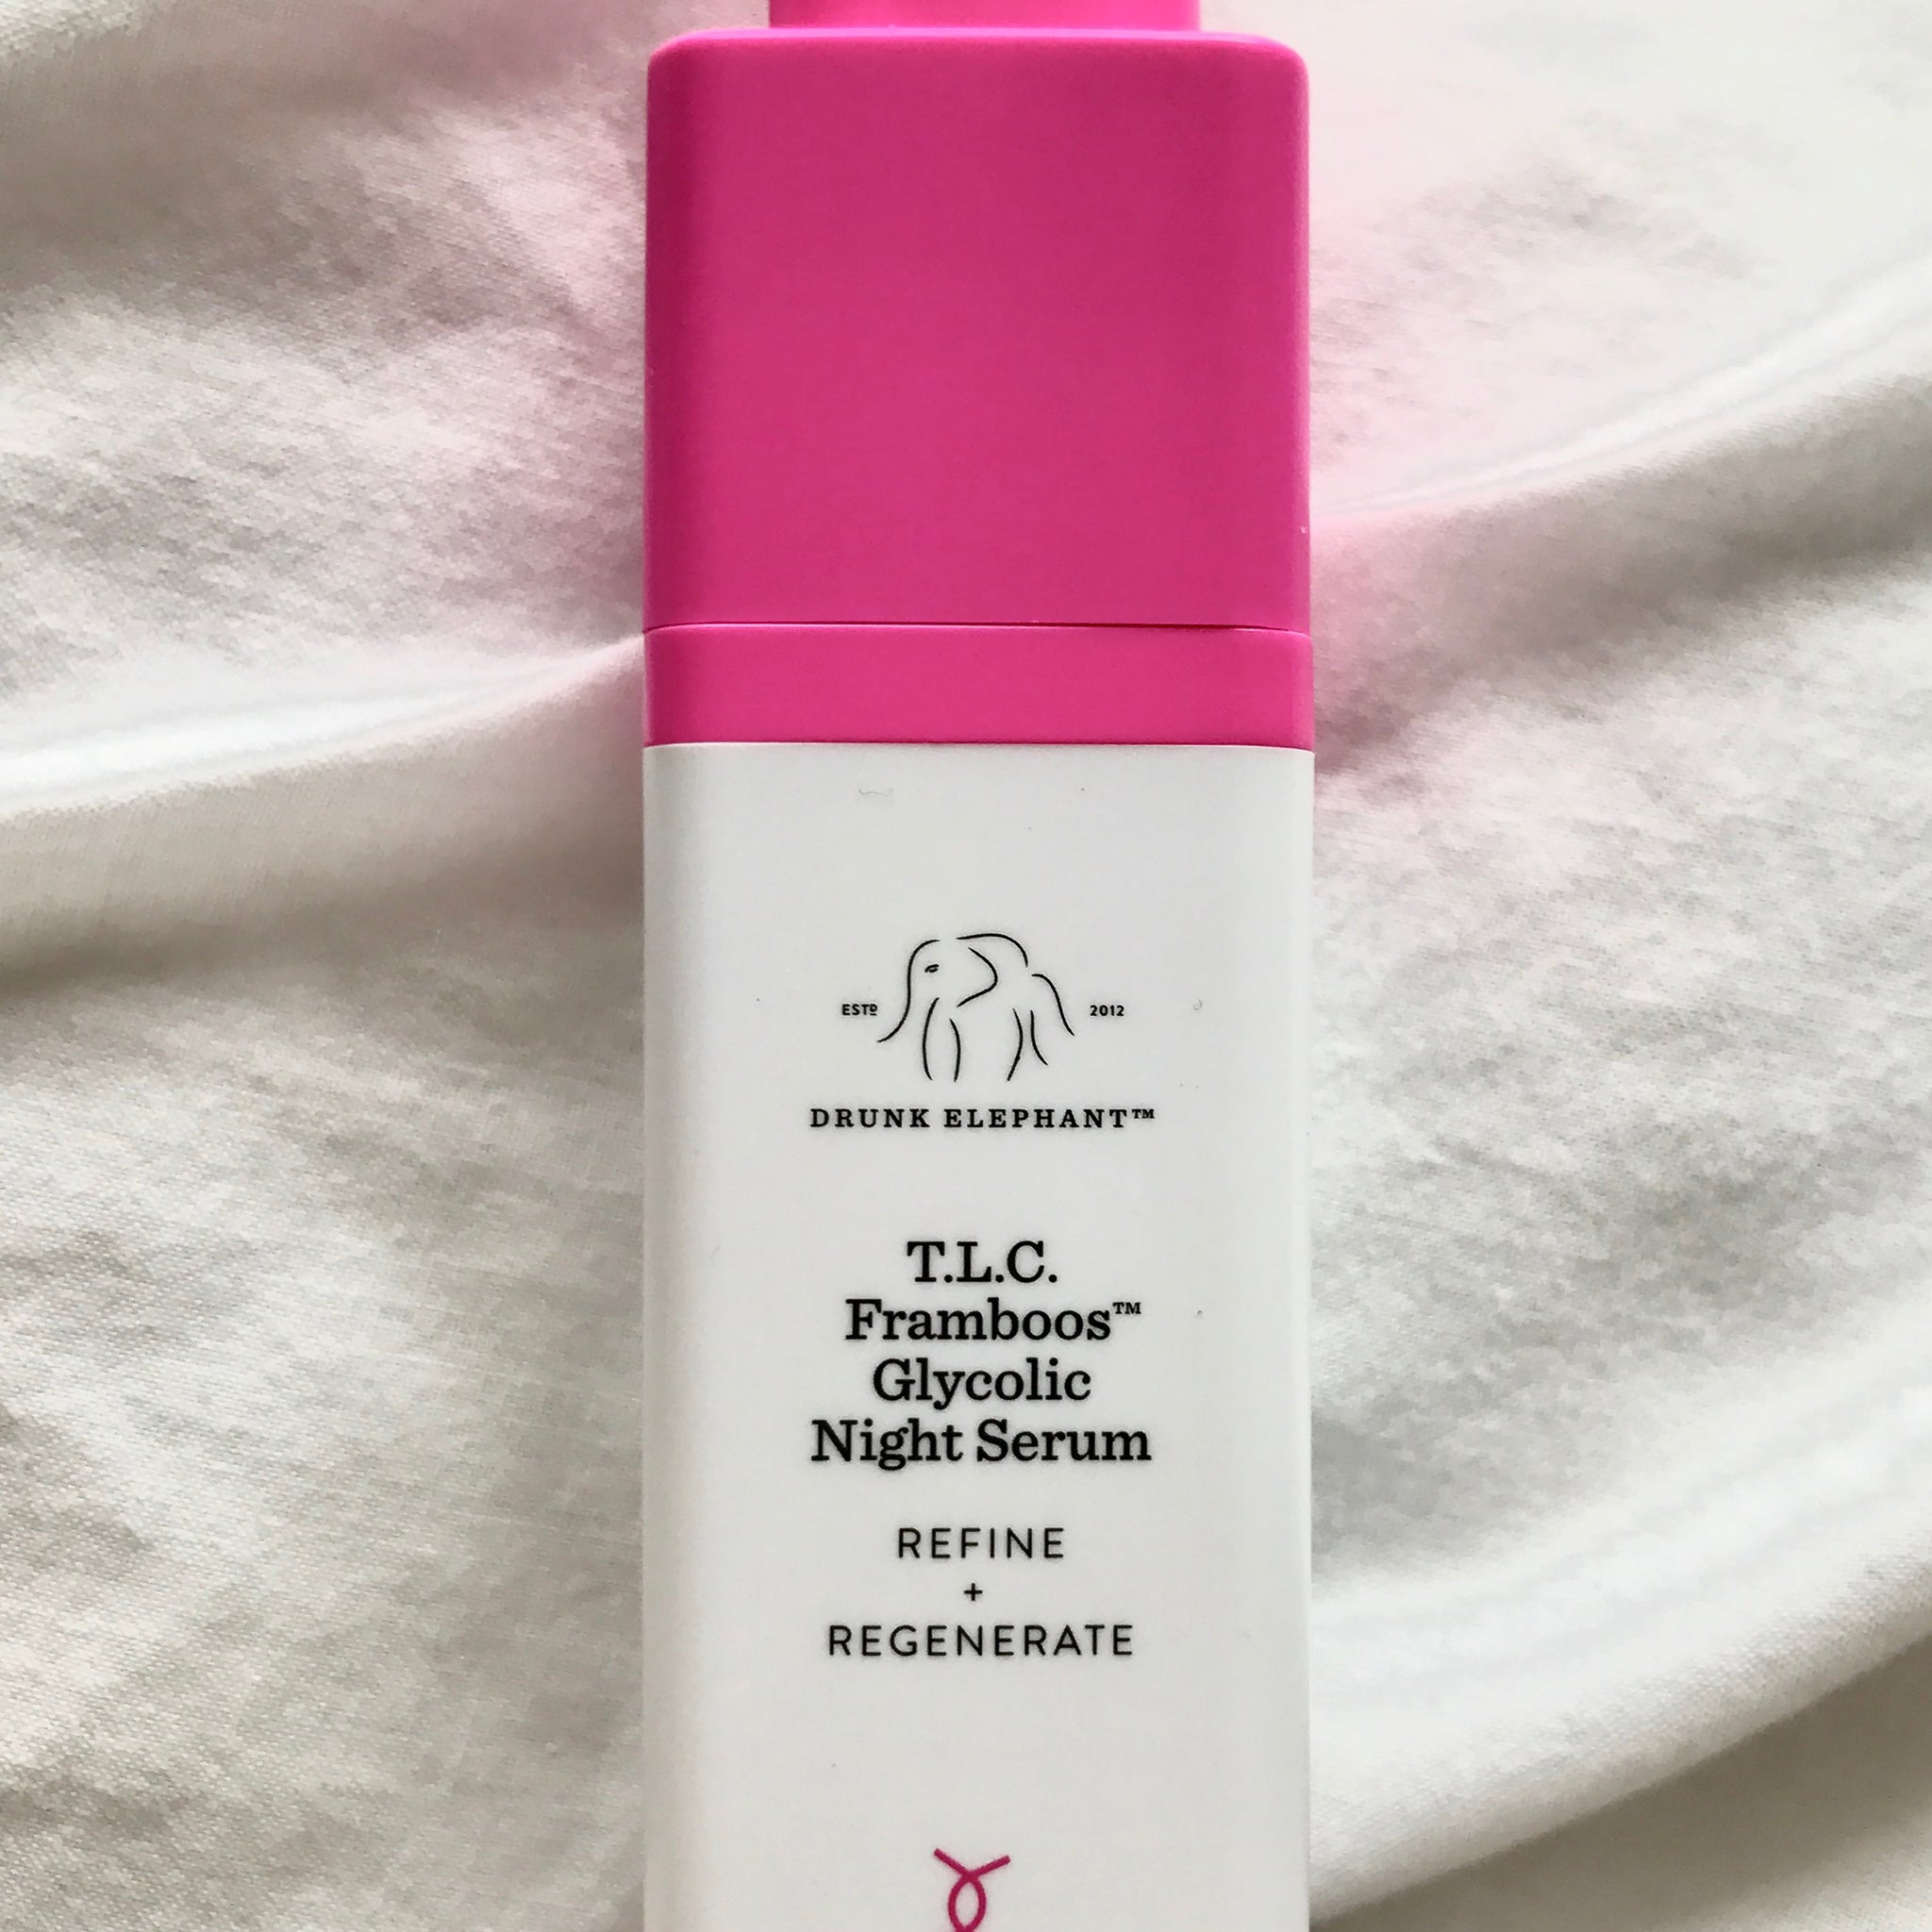 ESTD 2012
DRUNK ELEPHANT™
T.L.C.
Framboos™
Glycolic
Night Serum
REFINE
+
REGENERATE